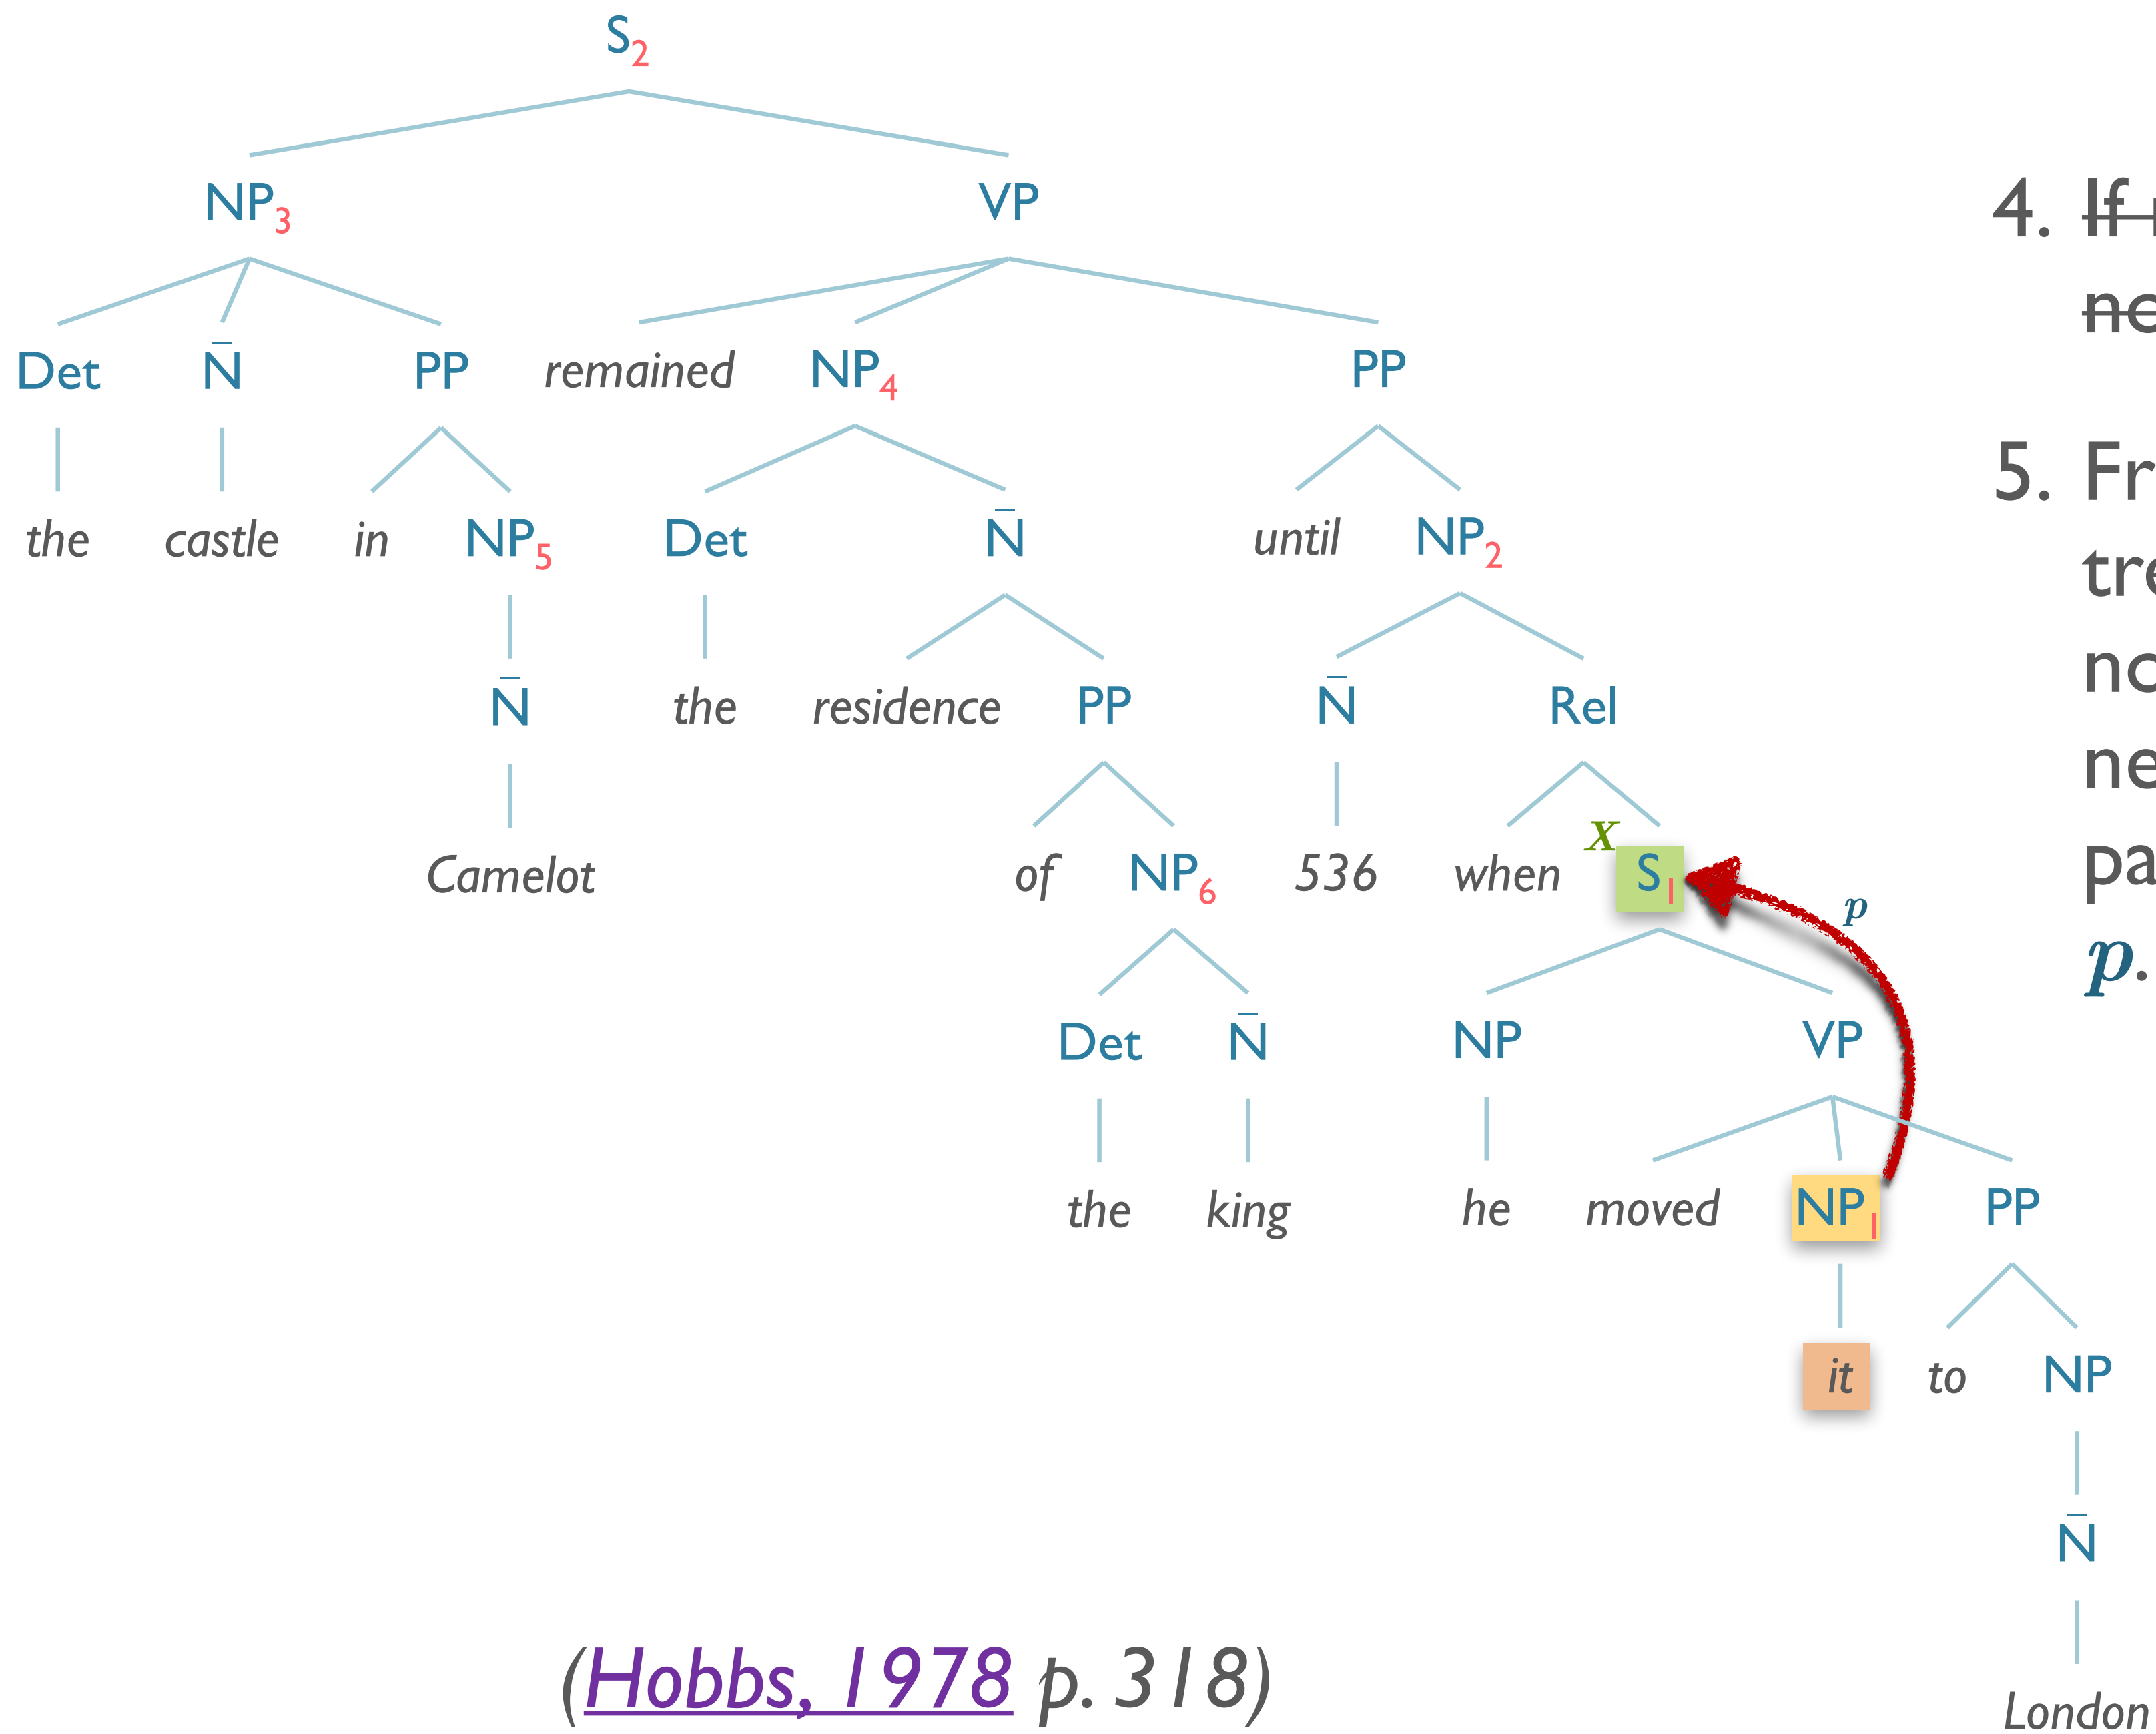 S2
NP3 VP
Det N̄ PP remained NP4 PP
the castle in NP5 Det N̄ until NP2
N̄ the residence PP N̄ Rel
Camelot of NP6 536 when X S1
p
Det N̄ NP VP
the king he moved NP1 PP
it to NP
N̄
London
(Hobbs, 1978 p. 318)
4. If
5.
p.